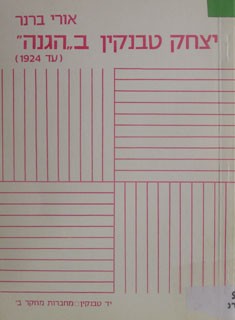 אורי ברנר
יצחק טבנקין ב„הגנה"
(עד 1924)
יד טבנקין · מחברות מחקר ב'